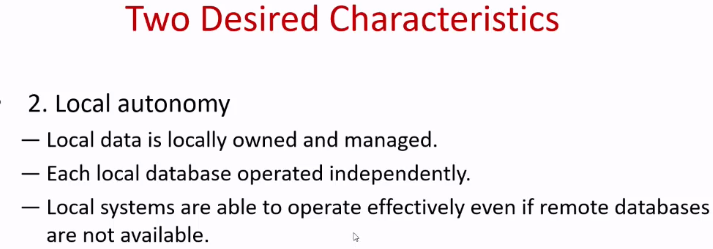 Two Desired Characteristics
2. Local autonomy
— Local data is locally owned and managed.
— Each local database operated independently.
— Local systems are able to operate effectively even if remote databases
are not available.